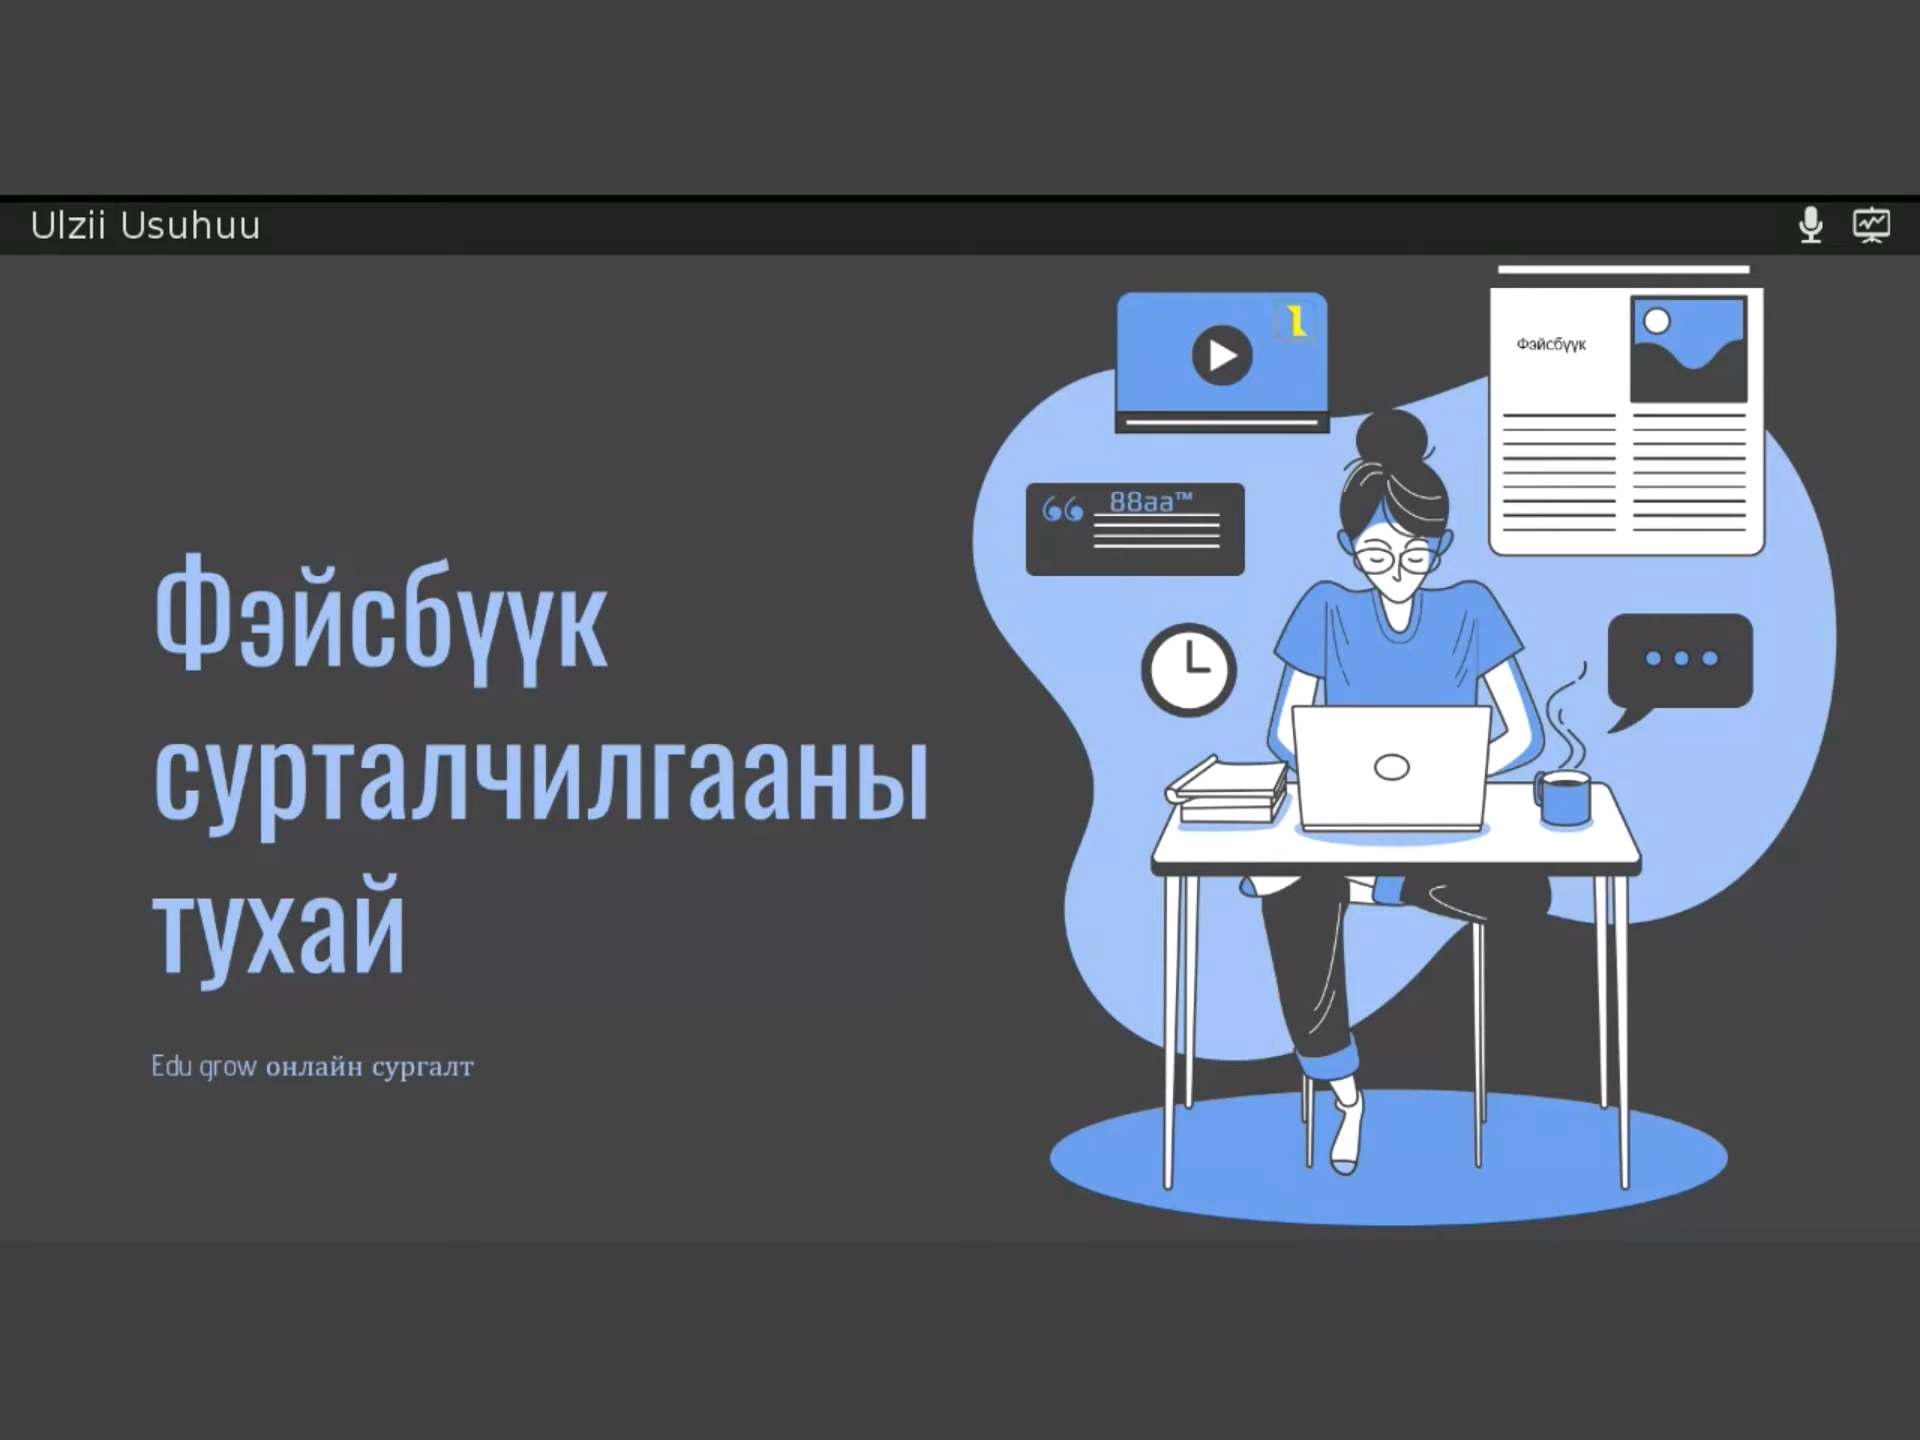 Ulzii Usuhuu
Фэйсбүүк
88aa™
Фэйсбүүк
сурталчилгааны
тухай
Edu grow онлайн сургалт